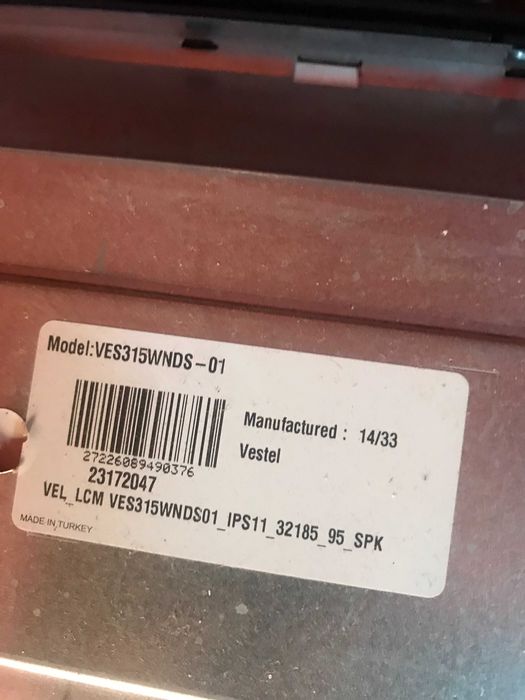 Model:VES315WNDS-01
Manufactured : 14/33
Vestel
27226089490376
23172047
VEL_LCM VES315WNDS01_IPS11_32185_95_SPK
MADE IN TURKEY